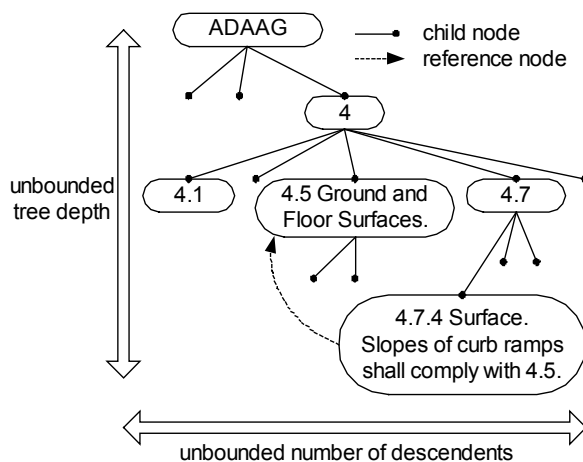 ADAAG
child node
reference node
4
unbounded
tree depth
4.1
4.5 Ground and
Floor Surfaces.
4.7
4.7.4 Surface.
Slopes of curb ramps
shall comply with 4.5.
unbounded number of descendents